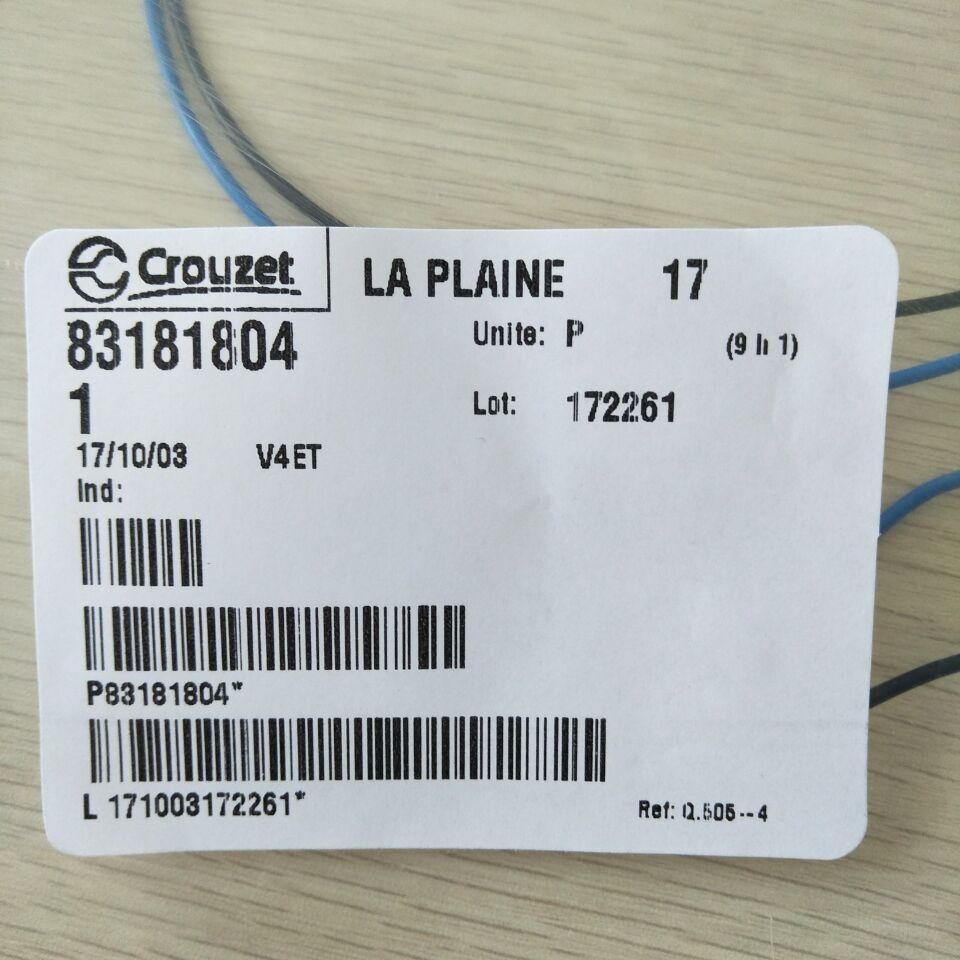 Crouzet LA PLAINE 17
83181804 Unite: P (9 h 1)
1 Lot: 172261
17/10/03 V4ET
Ind:
P83181804*
L 171003172261* Ref: Q.505--4